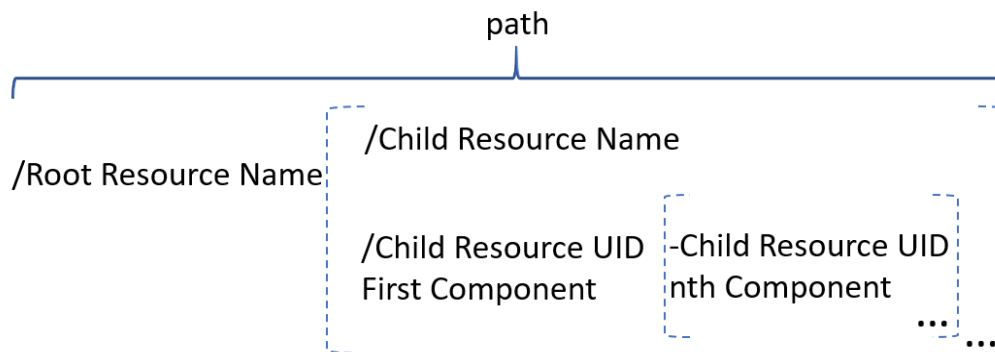 path
/Child Resource Name
/Root Resource Name
/Child Resource UID
First Component
-Child Resource UID
nth Component
...
...